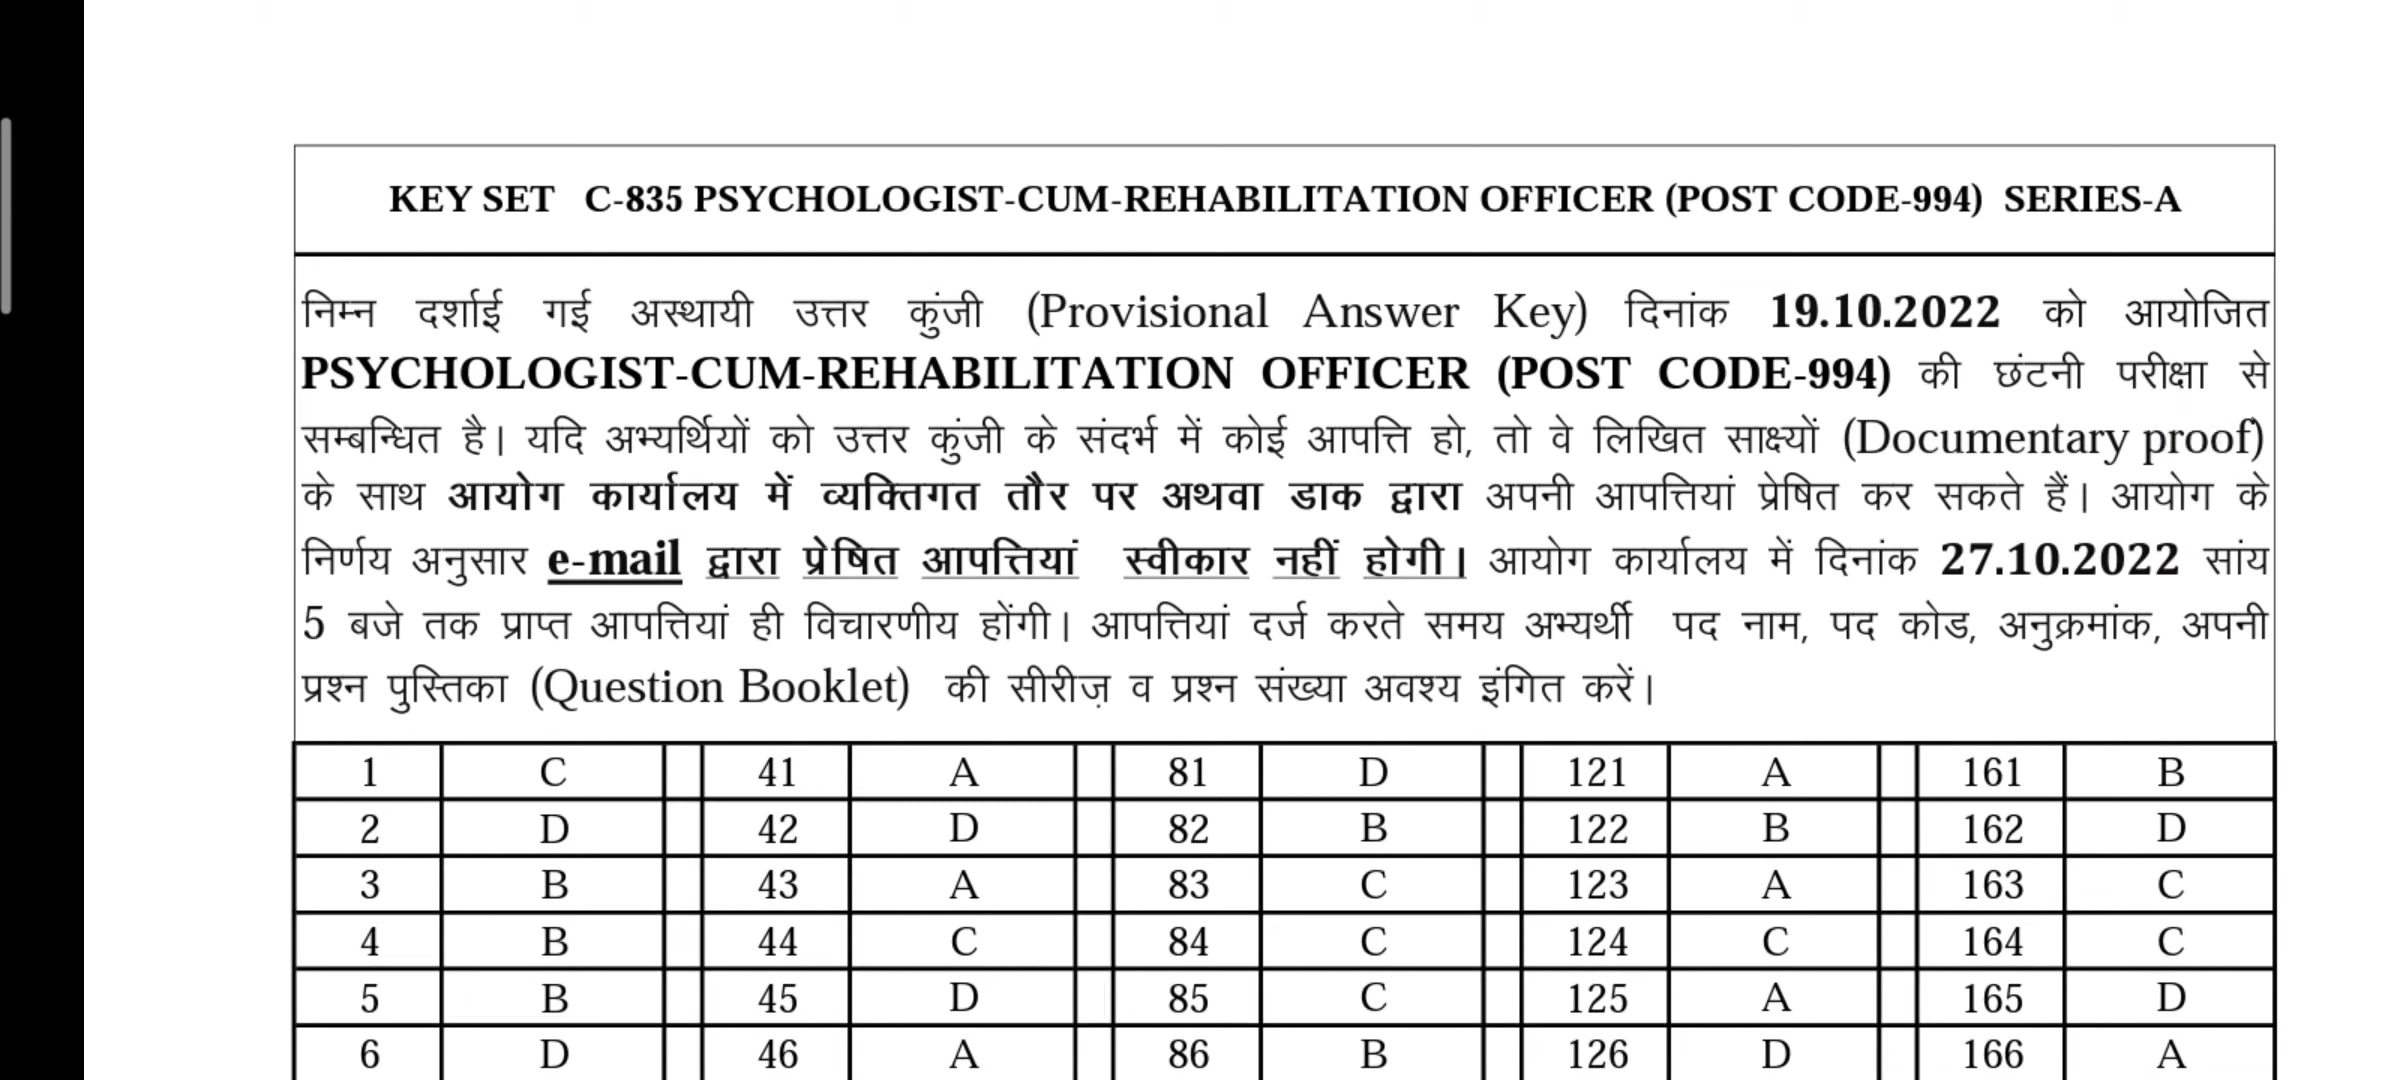 KEY SET C-835 PSYCHOLOGIST-CUM-REHABILITATION OFFICER (POST CODE-994) SERIES-A
निम्न दर्शाई गई अस्थायी उत्तर कुंजी (Provisional Answer Key) दिनांक 19.10.2022 को आयोजित
PSYCHOLOGIST-CUM-REHABILITATION OFFICER (POST CODE-994) की छंटनी परीक्षा से
सम्बन्धित है। यदि अभ्यर्थियों को उत्तर कुंजी के संदर्भ में कोई आपत्ति हो, तो वे लिखित साक्ष्यों (Documentary proof)
के साथ आयोग कार्यालय में व्यक्तिगत तौर पर अथवा डाक द्वारा अपनी आपत्तियां प्रेषित कर सकते हैं। आयोग के
निर्णय अनुसार e-mail द्वारा प्रेषित आपत्तियां स्वीकार नहीं होगी। आयोग कार्यालय में दिनांक 27.10.2022 सांय
5 बजे तक प्राप्त आपत्तियां ही विचारणीय होंगी। आपत्तियां दर्ज करते समय अभ्यर्थी पद नाम, पद कोड, अनुक्रमांक, अपनी
प्रश्न पुस्तिका (Question Booklet) की सीरीज़ व प्रश्न संख्या अवश्य इंगित करें।
1 C 41 A 81 D 121 A 161 B
2 D 42 D 82 B 122 B 162 D
3 B 43 A 83 C 123 A 163 C
4 B 44 C 84 C 124 C 164 C
5 B 45 D 85 C 125 A 165 D
6 D 46 A 86 B 126 D 166 A